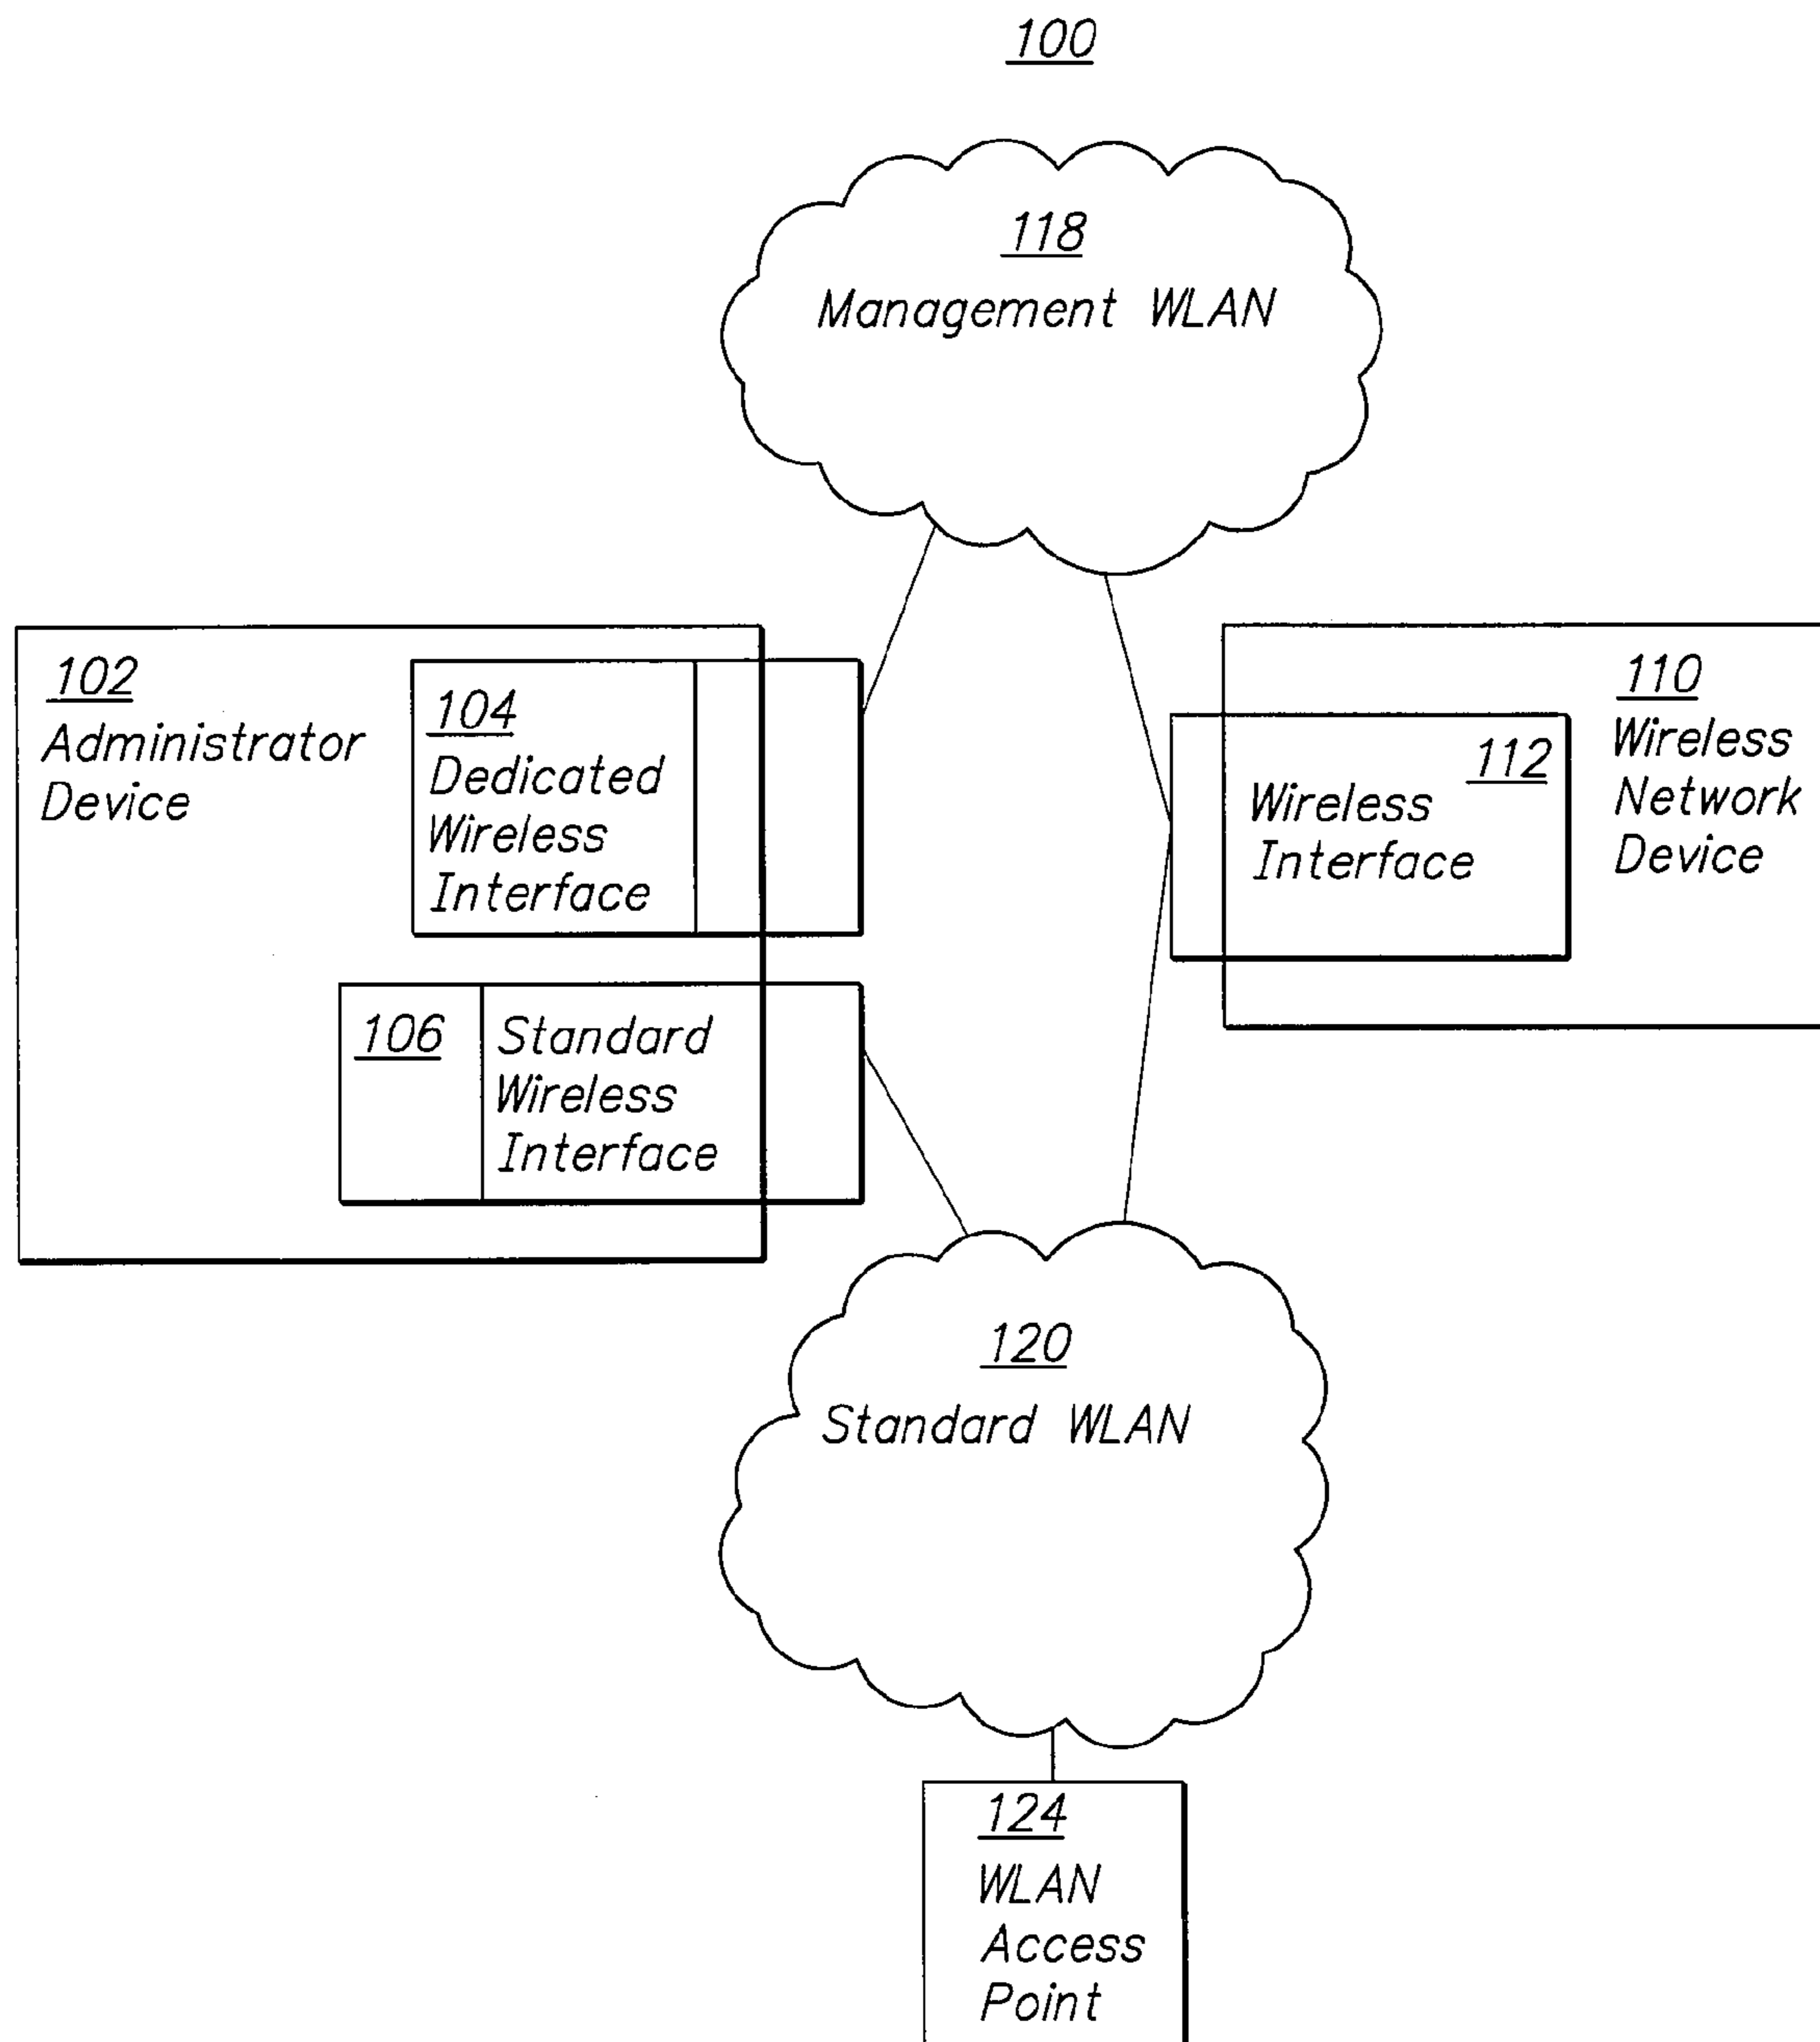 100
118
Management WLAN
102
Administrator
Device
104
Dedicated
Wireless
Interface
106
Standard
Wireless
Interface
110
Wireless
Network
Device
112
Wireless
Interface
120
Standard WLAN
124
WLAN
Access
Point